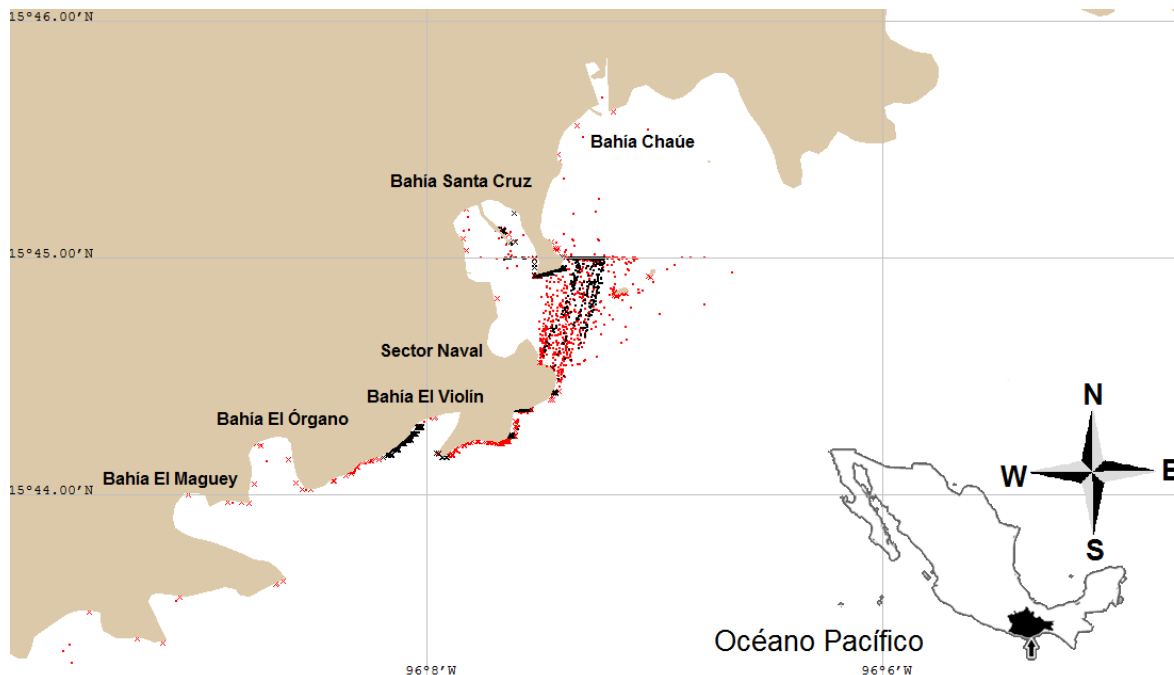 15°46.00'N
Bahía Chaúe
Bahía Santa Cruz
15°45.00'N
Sector Naval
Bahía El Violín
Bahía El Órgano
Bahía El Maguey
15°44.00'N
N
W
E
S
Océano Pacífico
96°8'W
96°6'W